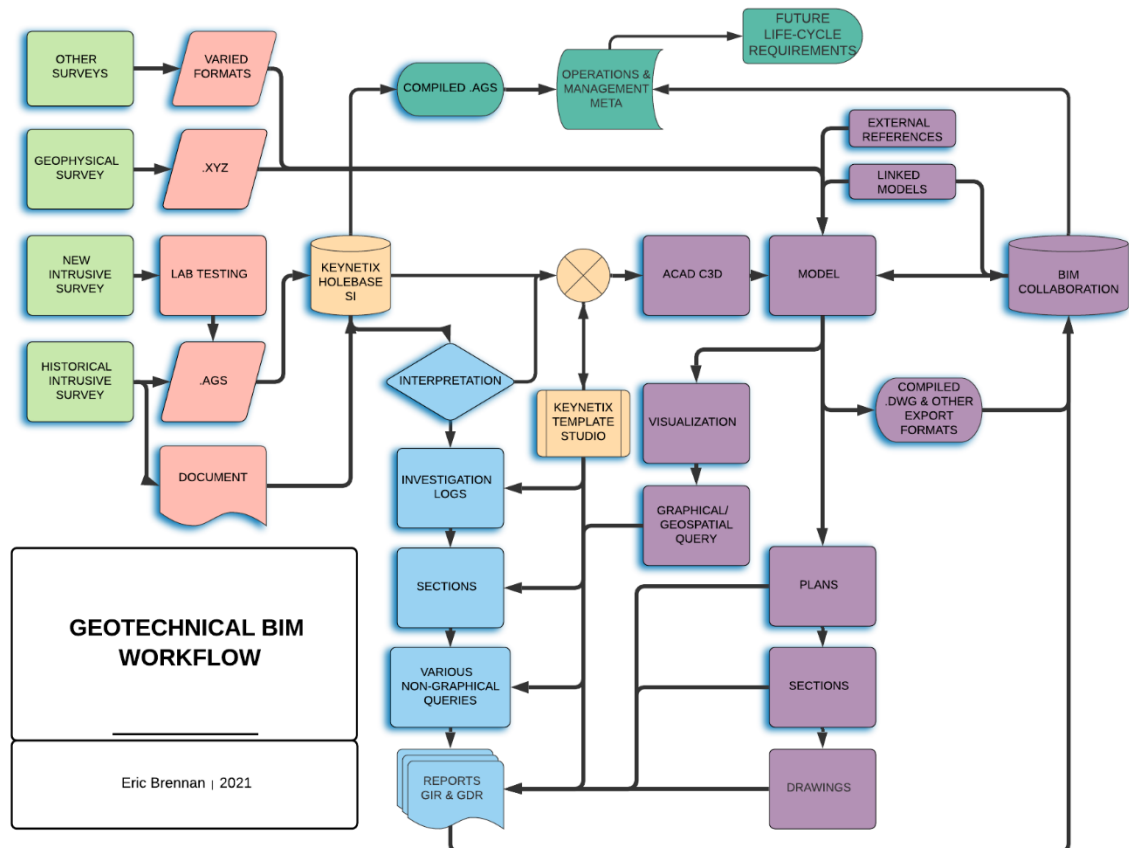 FUTURE
LIFE-CYCLE
REQUIREMENTS
OTHER
SURVEYS
VARIED
FORMATS
COMPILED .AGS
OPERATIONS &
MANAGEMENT
META
EXTERNAL
REFERENCES
GEOPHYSICAL
SURVEY
.XYZ
LINKED
MODELS
NEW
INTRUSIVE
SURVEY
LAB TESTING
KEYNETIX
HOLEBASE
SI
ACAD C3D
MODEL
BIM
COLLABORATION
HISTORICAL
INTRUSIVE
SURVEY
.AGS
INTERPRETATION
KEYNETIX
TEMPLATE
STUDIO
VISUALIZATION
COMPILED
.DWG & OTHER
EXPORT
FORMATS
DOCUMENT
INVESTIGATION
LOGS
GRAPHICAL/
GEOSPATIAL
QUERY
SECTIONS
PLANS
GEOTECHNICAL BIM
WORKFLOW
VARIOUS
NON-GRAPHICAL
QUERIES
SECTIONS
Eric Brennan | 2021
REPORTS
GIR & GDR
DRAWINGS